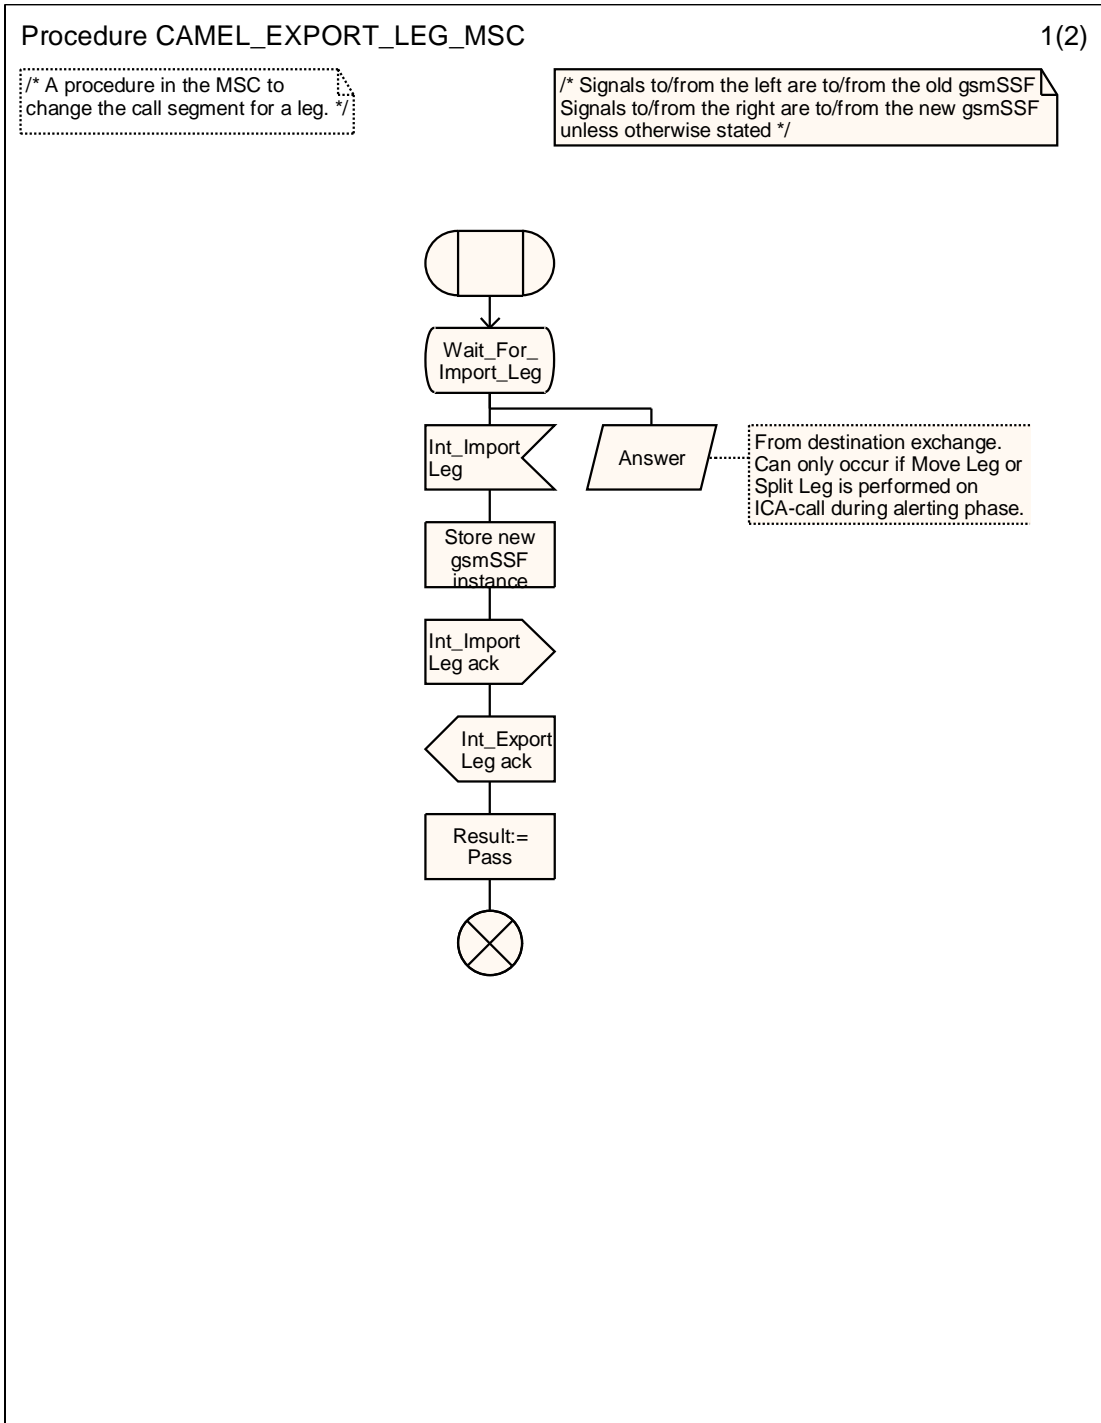 Procedure CAMEL_EXPORT_LEG_MSC
1(2)
/* A procedure in the MSC to
change the call segment for a leg. */
/* Signals to/from the left are to/from the old gsmSSF
Signals to/from the right are to/from the new gsmSSF
unless otherwise stated */
Wait_For_
Import_Leg
Int_Import
Leg
Answer
From destination exchange.
Can only occur if Move Leg or
Split Leg is performed on
ICA-call during alerting phase.
Store new
gsmSSF
instance
Int_Import
Leg ack
Int_Export
Leg ack
Result:=
Pass